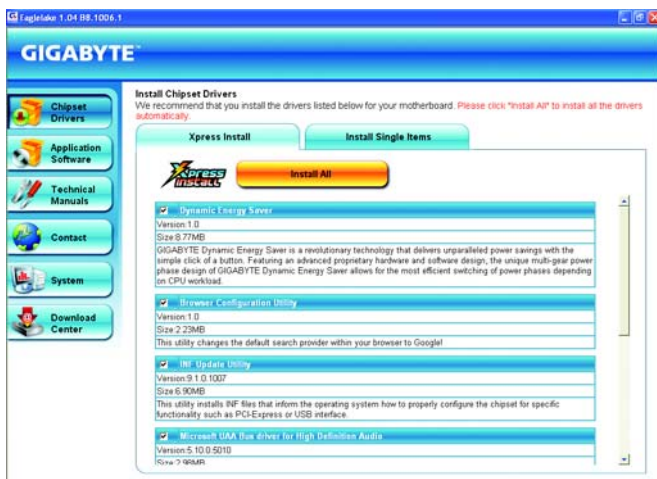 Eaglelake 1.04 B8.1006.1
GIGABYTE™
Chipset
Drivers
Application
Software
Technical
Manuals
Contact
System
Download
Center
Install Chipset Drivers
We recommend that you install the drivers listed below for your motherboard. Please click "Install All" to install all the drivers
automatically.
Xpress Install
Install Single Items
Xpress
Install
Install All
Dynamic Energy Saver
Version:1.0
Size:8.77MB
GIGABYTE Dynamic Energy Saver is a revolutionary technology that delivers unparalleled power savings with the
simple click of a button. Featuring an advanced proprietary hardware and software design, the unique multi-gear power
phase design of GIGABYTE Dynamic Energy Saver allows for the most efficient switching of power phases depending
on CPU workload.
Browser Configuration Utility
Version:1.0
Size:2.23MB
This utility changes the default search provider within your browser to Google!
INF Update Utility
Version:9.1.0.1007
Size:6.90MB
This utility installs INF files that inform the operating system how to properly configure the chipset for specific
functionality such as PCI-Express or USB interface.
Microsoft UAA Bus driver for High Definition Audio
Version:5.10.0.5010
Size:2.98MB